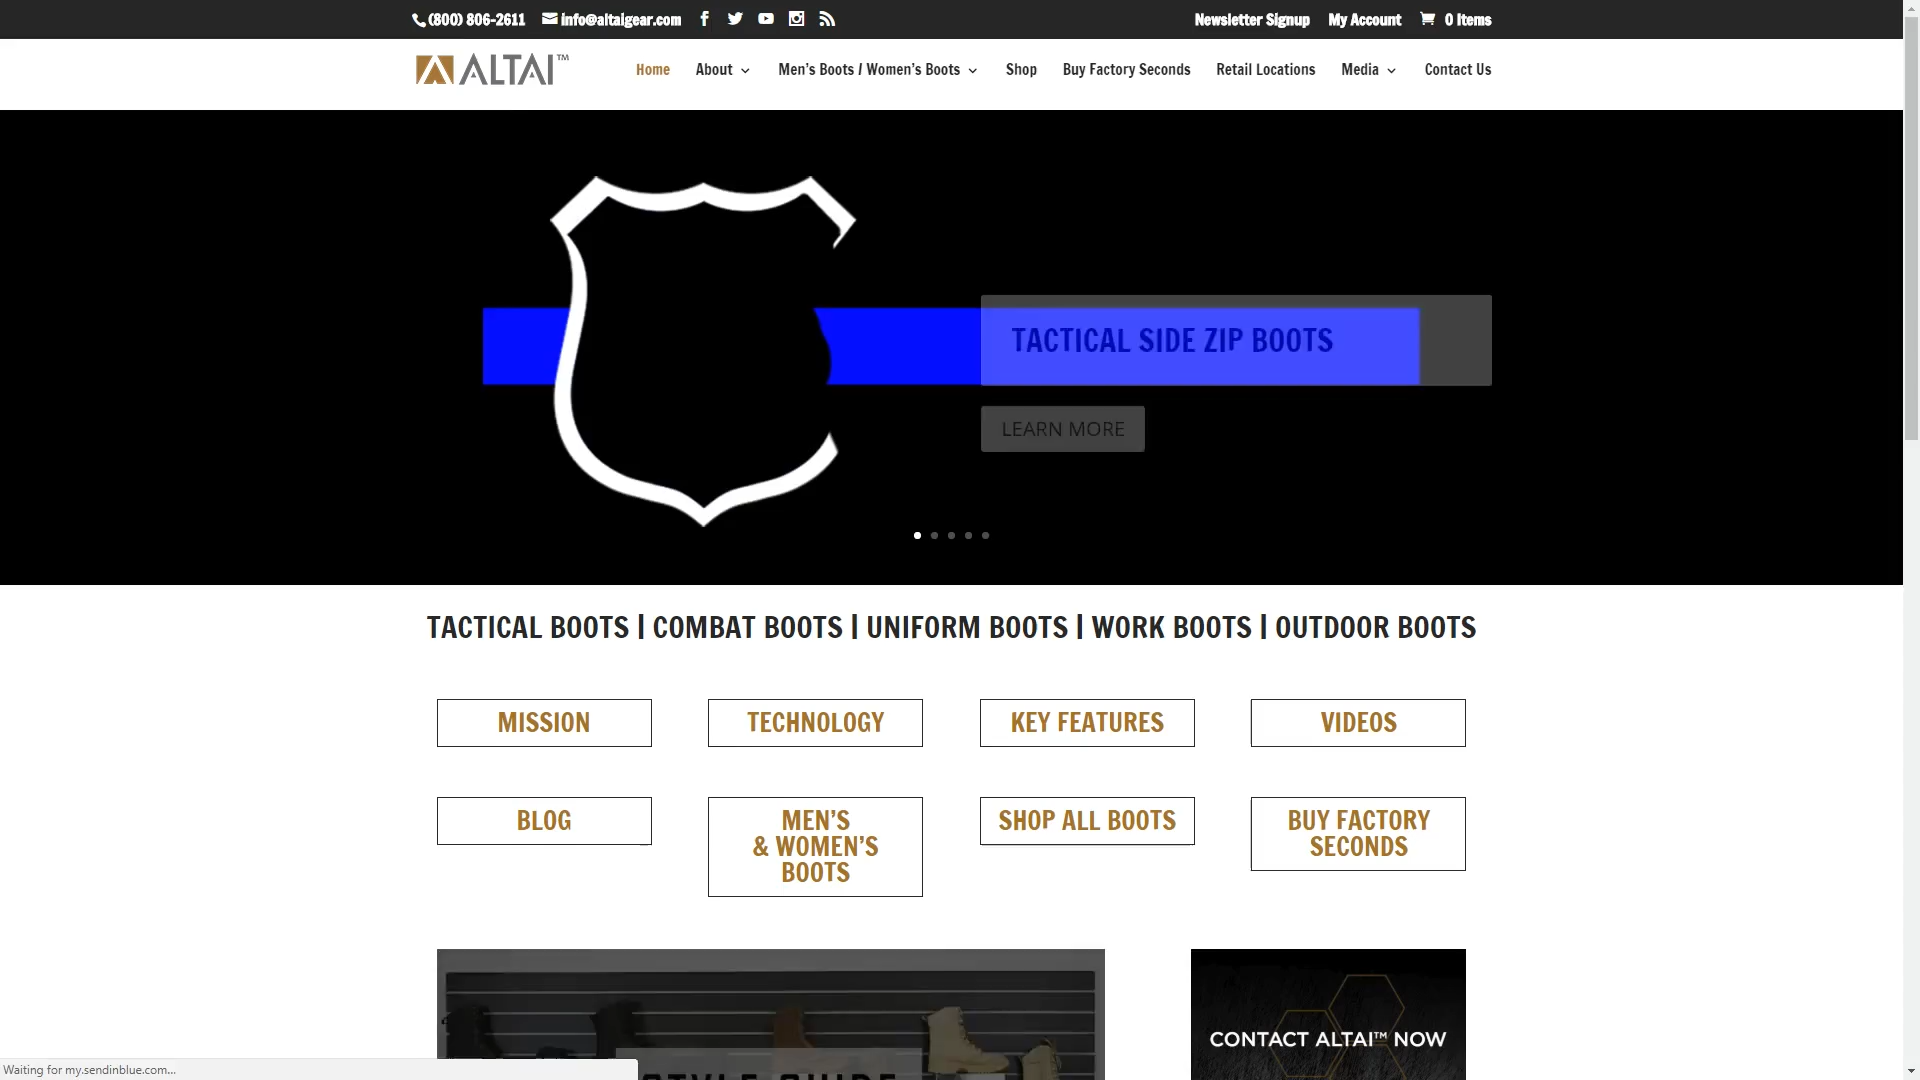 (800) 806-2611
info@altaigear.com
Newsletter Signup
My Account
0 Items
ALTAI™
Home
About
Men's Boots / Women's Boots
Shop
Buy Factory Seconds
Retail Locations
Media
Contact Us
TACTICAL SIDE ZIP BOOTS
LEARN MORE
TACTICAL BOOTS | COMBAT BOOTS | UNIFORM BOOTS | WORK BOOTS | OUTDOOR BOOTS
MISSION
TECHNOLOGY
KEY FEATURES
VIDEOS
BLOG
MEN'S
& WOMEN'S
BOOTS
SHOP ALL BOOTS
BUY FACTORY
SECONDS
CONTACT ALTAI™ NOW
STYLE GUIDE
Waiting for my.sendinblue.com...